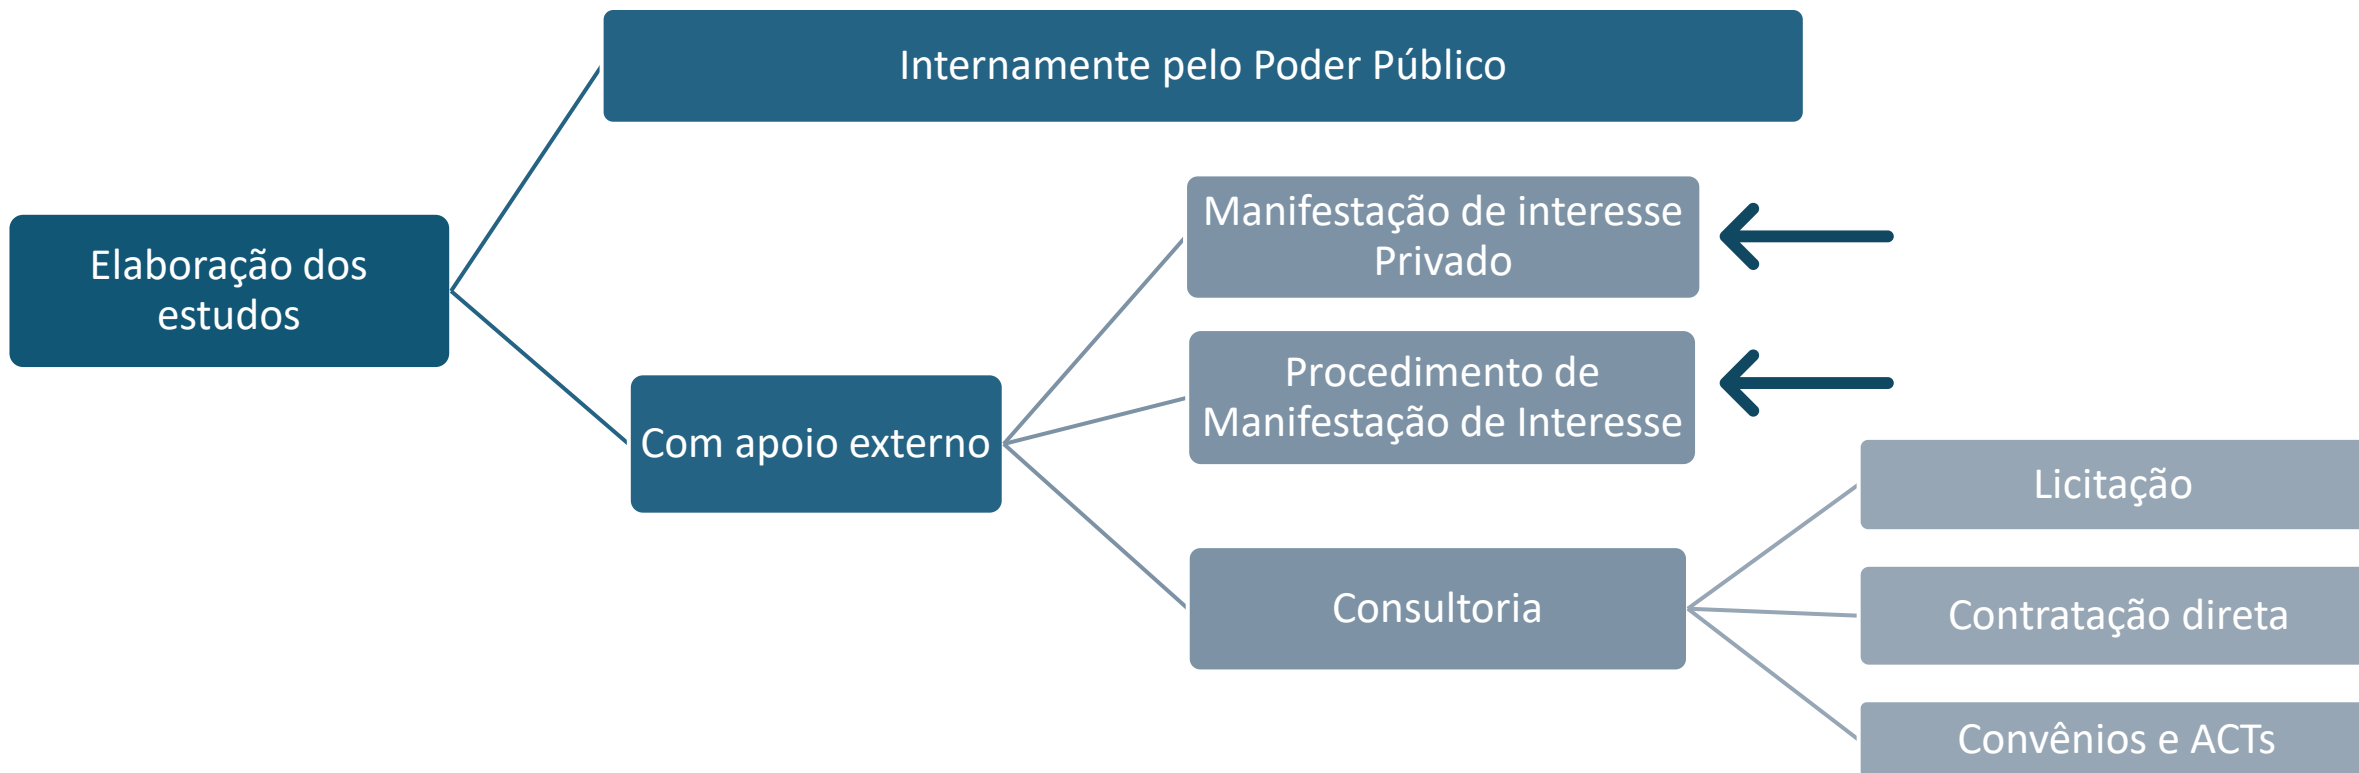 Internamente pelo Poder Público
Manifestação de interesse
Privado
Elaboração dos
estudos
Procedimento de
Manifestação de Interesse
Com apoio externo
Licitação
Consultoria
Contratação direta
Convênios e ACTs